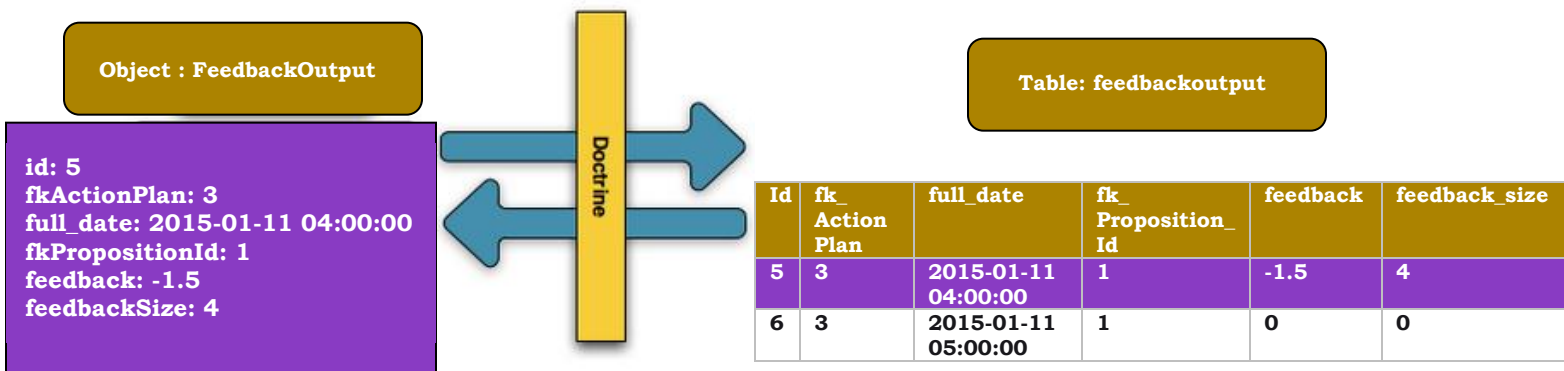 Object : FeedbackOutput
id: 5
fkActionPlan: 3
full_date: 2015-01-11 04:00:00
fkPropositionId: 1
feedback: -1.5
feedbackSize: 4
Doctrine
Table: feedbackoutput
Id fk_ full_date fk_ feedback feedback_size
Action Proposition_
Plan Id
5 3 2015-01-11 1 -1.5 4
04:00:00
6 3 2015-01-11 1 0 0
05:00:00